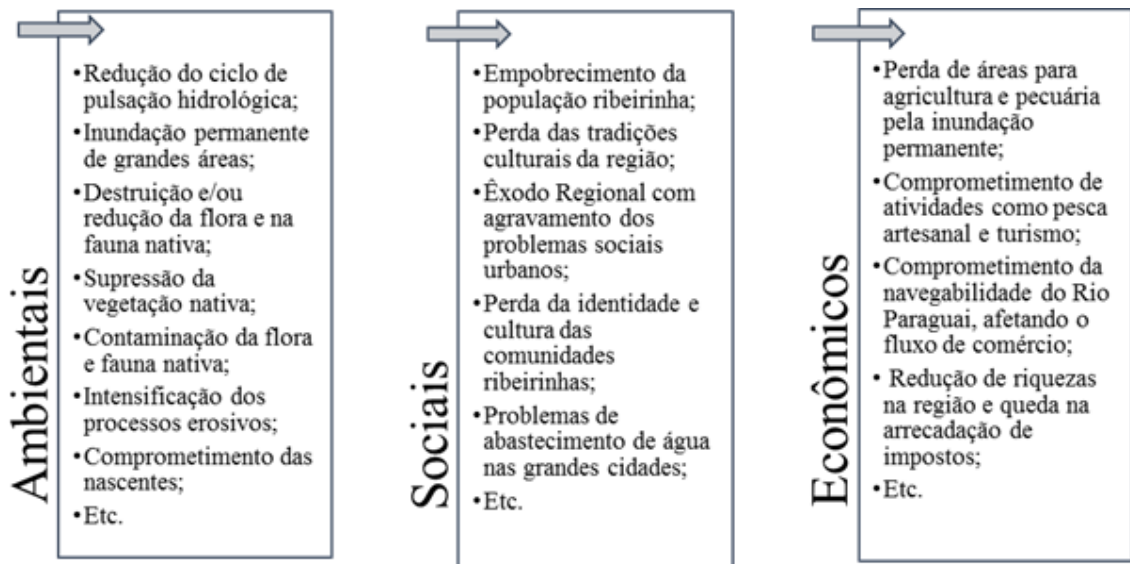 Ambientais
•Redução do ciclo de
pulsação hidrológica;
•Inundação permanente
de grandes áreas;
•Destruição e/ou
redução da flora e na
fauna nativa;
•Supressão da
vegetação nativa;
•Contaminação da flora
e fauna nativa;
•Intensificação dos
processos erosivos;
•Comprometimento das
nascentes;
•Etc.
Sociais
•Empobrecimento da
população ribeirinha;
•Perda das tradições
culturais da região;
•Êxodo Regional com
agravamento dos
problemas sociais
urbanos;
•Perda da identidade e
cultura das
comunidades
ribeirinhas;
•Problemas de
abastecimento de água
nas grandes cidades;
•Etc.
Econômicos
•Perda de áreas para
agricultura e pecuária
pela inundação
permanente;
•Comprometimento de
atividades como pesca
artesanal e turismo;
•Comprometimento da
navegabilidade do Rio
Paraguai, afetando o
fluxo de comércio;
• Redução de riquezas
na região e queda na
arrecadação de
impostos;
•Etc.